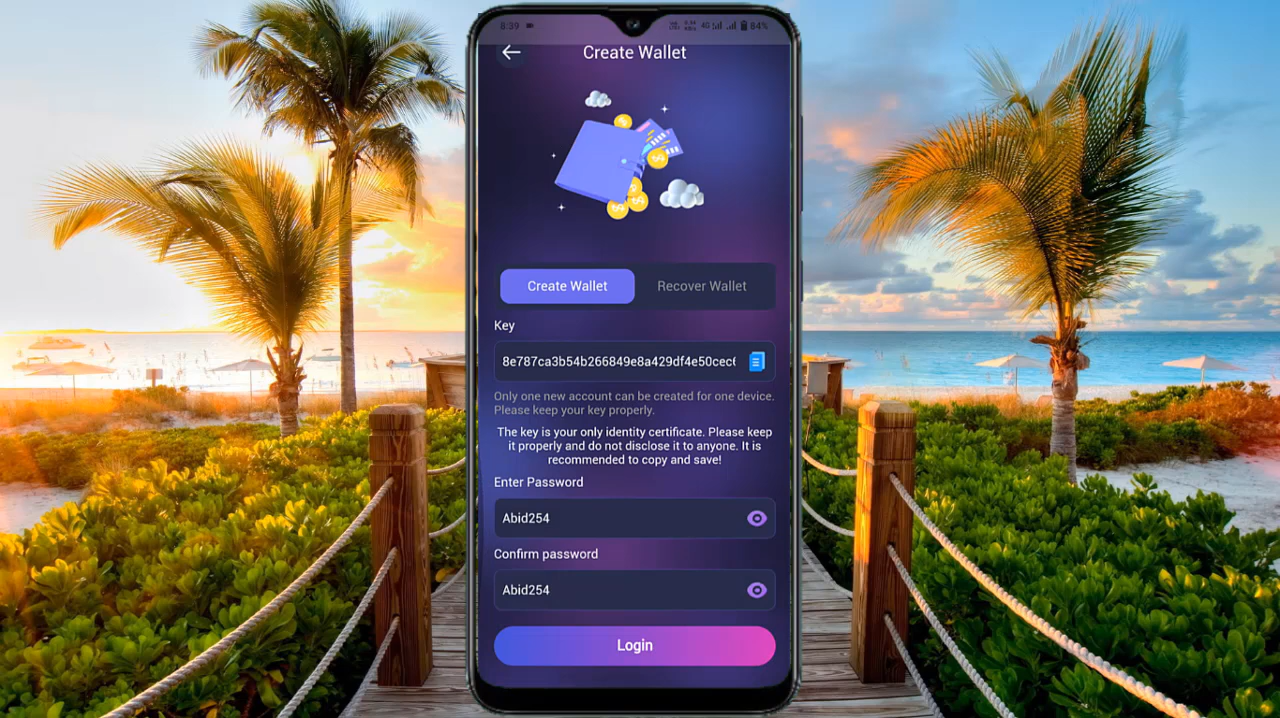 8:39 4G 84%
Create Wallet
Create Wallet Recover Wallet
Key
8e787ca3b54b266849e8a429df4e50cec
Only one new account can be created for one device.
Please keep your key properly.
The key is your only identity certificate. Please keep
it properly and do not disclose it to anyone. It is
recommended to copy and save!
Enter Password
Abid254
Confirm password
Abid254
Login